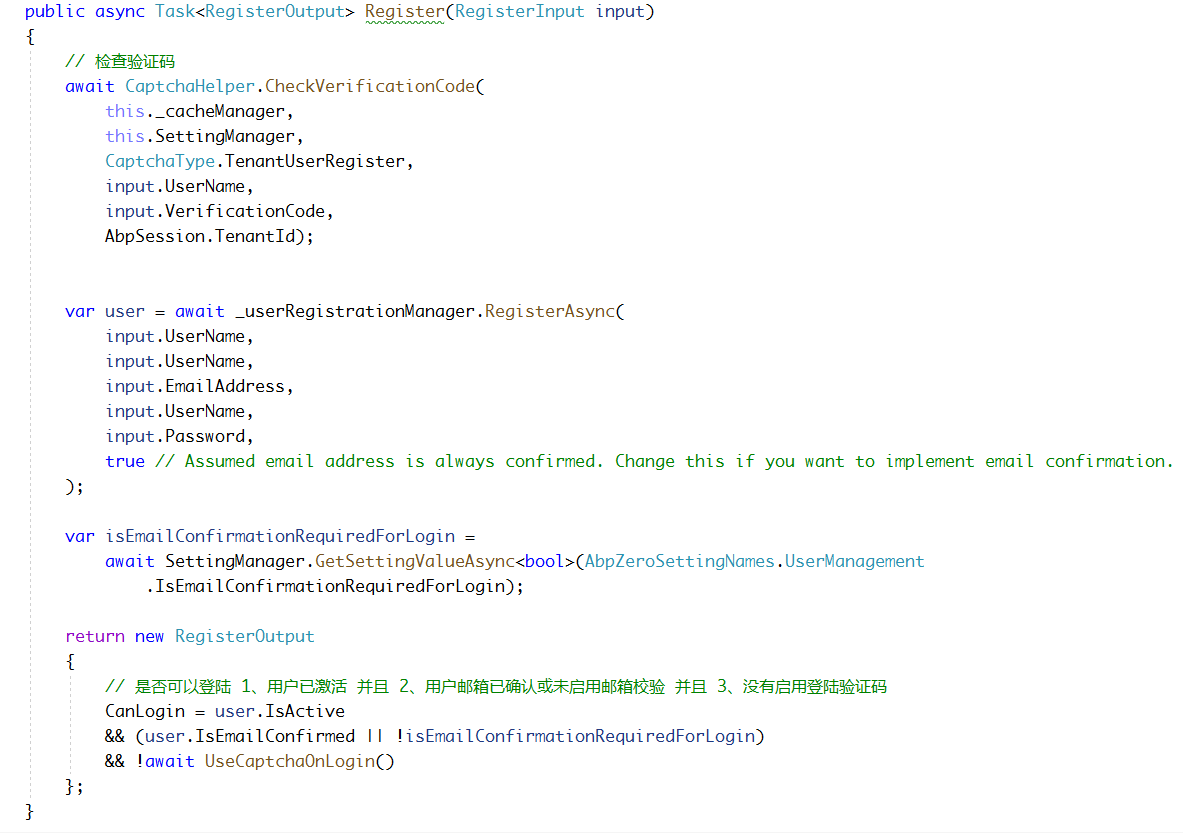 public async Task<RegisterOutput> Register(RegisterInput input)
{
    // 检查验证码
    await CaptchaHelper.CheckVerificationCode(
        this._cacheManager,
        this.SettingManager,
        CaptchaType.TenantUserRegister,
        input.UserName,
        input.VerificationCode,
        AbpSession.TenantId);

    var user = await _userRegistrationManager.RegisterAsync(
        input.UserName,
        input.UserName,
        input.EmailAddress,
        input.UserName,
        input.Password,
        true // Assumed email address is always confirmed. Change this if you want to implement email confirmation.
    );

    var isEmailConfirmationRequiredForLogin =
        await SettingManager.GetSettingValueAsync<bool>(AbpZeroSettingNames.UserManagement
            .IsEmailConfirmationRequiredForLogin);

    return new RegisterOutput
    {
        // 是否可以登陆 1、用户已激活 并且 2、用户邮箱已确认或未启用邮箱校验 并且 3、没有启用登陆验证码
        CanLogin = user.IsActive
        && (user.IsEmailConfirmed || !isEmailConfirmationRequiredForLogin)
        && !await UseCaptchaOnLogin()
    };
}